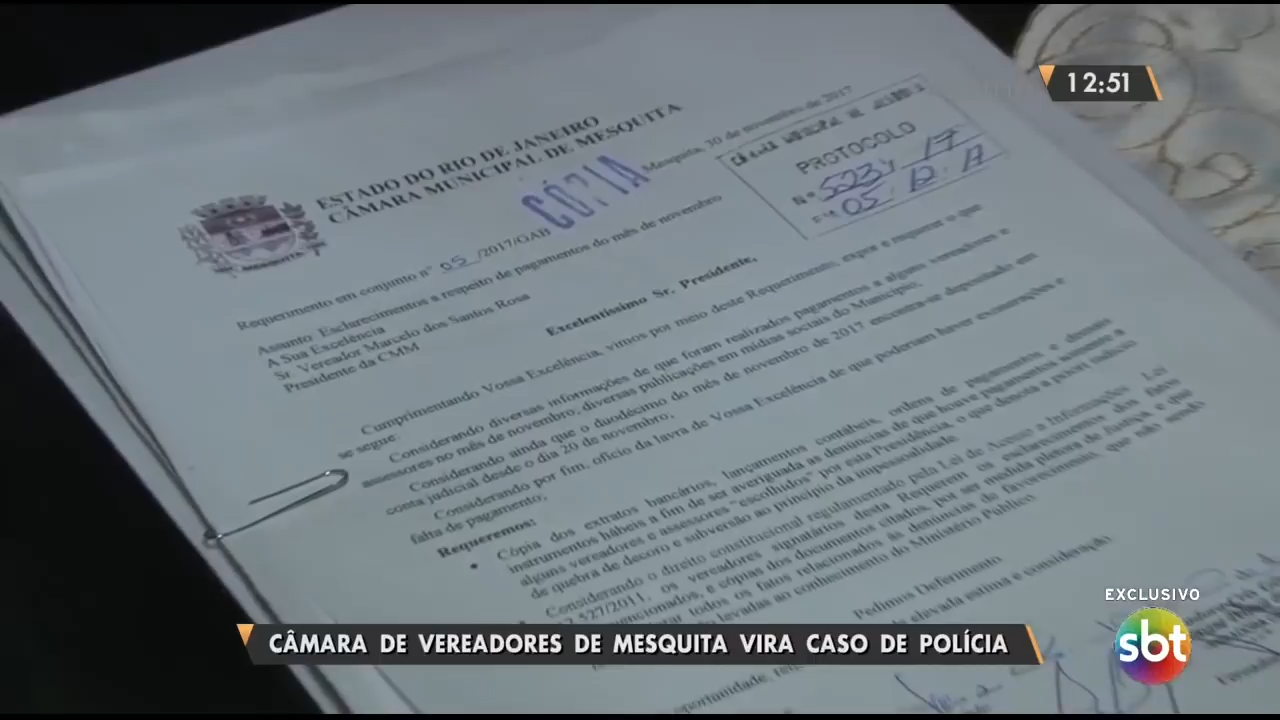 12:51
ESTADO DO RIO DE JANEIRO
CÂMARA MUNICIPAL DE MESQUITA
MESQUITA
CÓPIA
Mesquita, 30 de novembro de 2017
PROTOCOLO
Nº 5234 17
05 12 17
Requerimento em conjunto nº 05 /2017/GAB
Assunto: Esclarecimentos a respeito de pagamentos do mês de novembro
A Sua Excelência
Sr. Vereador Marcelo dos Santos Rosa
Presidente da CMM
Excelentíssimo Sr. Presidente,
Cumprimentando Vossa Excelência, vimos por meio deste Requerimento, expor e requerer o que
se segue:
Considerando diversas informações de que foram realizados pagamentos a alguns vereadores e
assessores no mês de novembro, diversas publicações em mídias sociais do Município;
Considerando ainda que o duodécimo do mês de novembro de 2017 encontra-se depositado em
conta judicial desde o dia 20 de novembro;
Considerando por fim, ofício da lavra de Vossa Excelência de que poderiam haver exonerações e
falta de pagamento;
Requeremos:
• Cópia dos extratos bancários, lançamentos contábeis, ordens de pagamentos e demais
instrumentos hábeis a fim de ser averiguada as denúncias de que houve pagamentos somente a
alguns vereadores e assessores "escolhidos" por esta Presidência, o que denota a priori indício
de quebra de decoro e subversão ao princípio da impessoalidade.
Considerando o direito constitucional regulamentado pela Lei de Acesso a Informações, Lei
527/2011, os vereadores signatários desta Requerem os esclarecimentos dos fatos
mencionados, e cópias dos documentos citados, por ser medida pletora de Justiça e que
todos os fatos relacionados às denúncias de favorecimento, que não sendo
levadas ao conhecimento do Ministério Público.
Pedimos Deferimento
elevada estima e consideração.
oportunidade,
EXCLUSIVO
sbt
CÂMARA DE VEREADORES DE MESQUITA VIRA CASO DE POLÍCIA